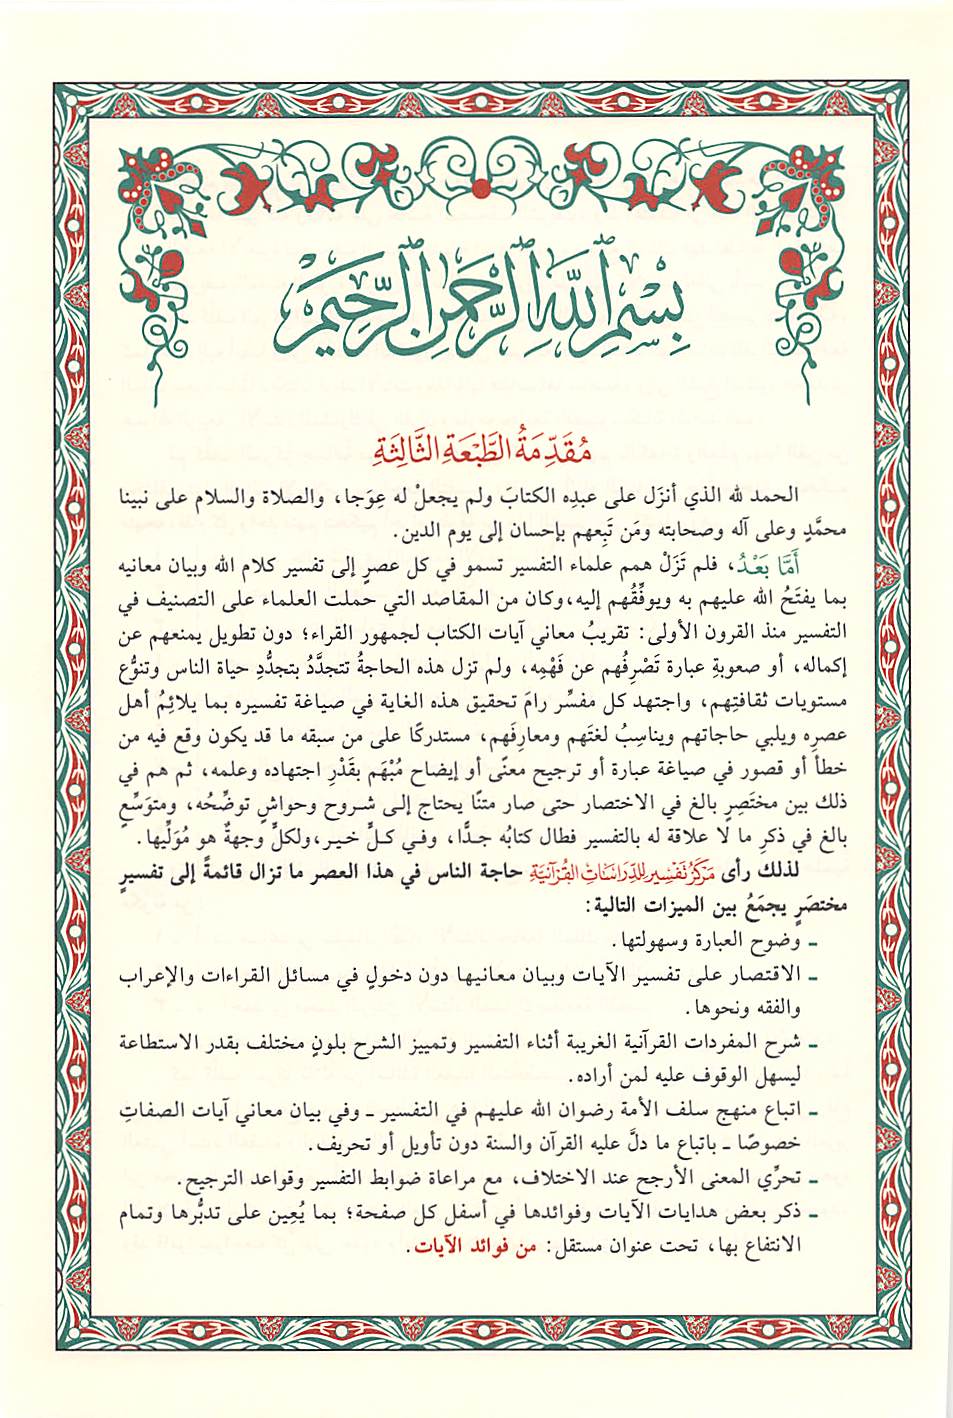 بِسْمِ اللَّهِ الرَّحْمَٰنِ الرَّحِيمِ
مُقَدِّمَةُ الطَّبْعَةِ الثَّالِثَةِ
الحمد لله الذي أنزَل على عبدِه الكتابَ ولم يجعلْ له عِوَجا، والصلاة والسلام على نبينا
محمَّدٍ وعلى آله وصحابته ومَن تَبِعهم بإحسان إلى يوم الدين.
أَمَّا بَعْدُ، فلم تَزَلْ همم علماء التفسير تسمو في كل عصرٍ إلى تفسير كلام الله وبيان معانيه
بما يفتَحُ الله عليهم به ويوفِّقُهم إليه، وكان من المقاصد التي حملت العلماء على التصنيف في
التفسير منذ القرون الأولى: تقريبُ معاني آيات الكتاب لجمهور القراء؛ دون تطويل يمنعهم عن
إكماله، أو صعوبةِ عبارة تَصْرِفُهم عن فَهْمِه، ولم تزل هذه الحاجةُ تتجدَّدُ بتجدُّدِ حياة الناس وتنوُّع
مستويات ثقافتِهم، واجتهد كل مفسِّر رامَ تحقيق هذه الغاية في صياغة تفسيره بما يلائِمُ أهل
عصرِه ويلبي حاجاتهم ويناسِبُ لغتَهم ومعارِفَهم، مستدركًا على من سبقه ما قد يكون وقع فيه من
خطأ أو قصور في صياغة عبارة أو ترجيح معنًى أو إيضاح مُبْهَم بقَدْرِ اجتهاده وعلمه، ثم هم في
ذلك بين مختَصِرٍ بالغ في الاختصار حتى صار متنًا يحتاج إلى شروح وحواشٍ توضِّحُه، ومتوَسِّعٍ
بالغ في ذكرِ ما لا علاقة له بالتفسير فطال كتابُه جدًّا، وفي كلٍّ خير، ولكلٍّ وجهةٌ هو مُوَلِّيها.
لذلك رأى مَرْكَزُ تَفْسِيرٍ لِلدِّرَاسَاتِ القُرْآنِيَّةِ حاجة الناس في هذا العصر ما تزال قائمةً إلى تفسيرٍ
مختصَرٍ يجمَعُ بين الميزات التالية:
ـ وضوح العبارة وسهولتها.
ـ الاقتصار على تفسير الآيات وبيان معانيها دون دخولٍ في مسائل القراءات والإعراب
والفقه ونحوها.
ـ شرح المفردات القرآنية الغريبة أثناء التفسير وتمييز الشرح بلونٍ مختلف بقدر الاستطاعة
ليسهل الوقوف عليه لمن أراده.
ـ اتباع منهج سلف الأمة رضوان الله عليهم في التفسير ـ وفي بيان معاني آيات الصفاتِ
خصوصًا ـ باتباع ما دلَّ عليه القرآن والسنة دون تأويل أو تحريف.
ـ تحرِّي المعنى الأرجح عند الاختلاف، مع مراعاة ضوابط التفسير وقواعد الترجيح.
ـ ذكر بعض هدايات الآيات وفوائدها في أسفل كل صفحة؛ بما يُعِين على تدبُّرها وتمام
الانتفاع بها، تحت عنوان مستقل: من فوائد الآيات.